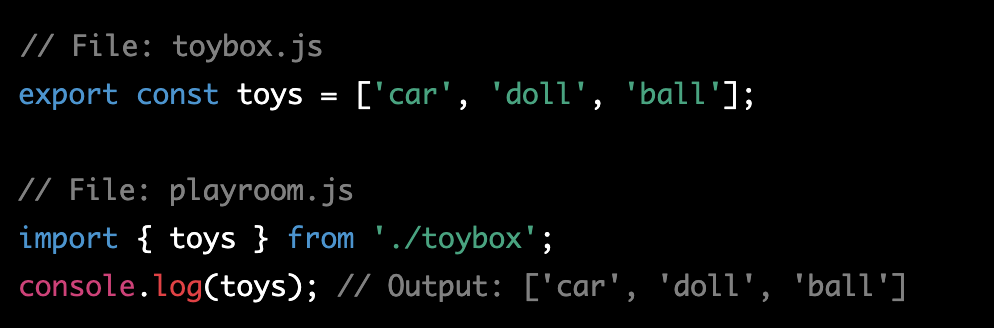 // File: toybox.js
export const toys = ['car', 'doll', 'ball'];
// File: playroom.js
import { toys } from './toybox';
console.log(toys); // Output: ['car', 'doll', 'ball']